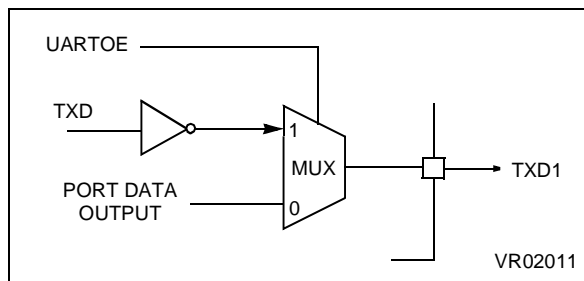 UARTOE
TXD
1
MUX
TXD1
PORT DATA
OUTPUT
0
VR02011